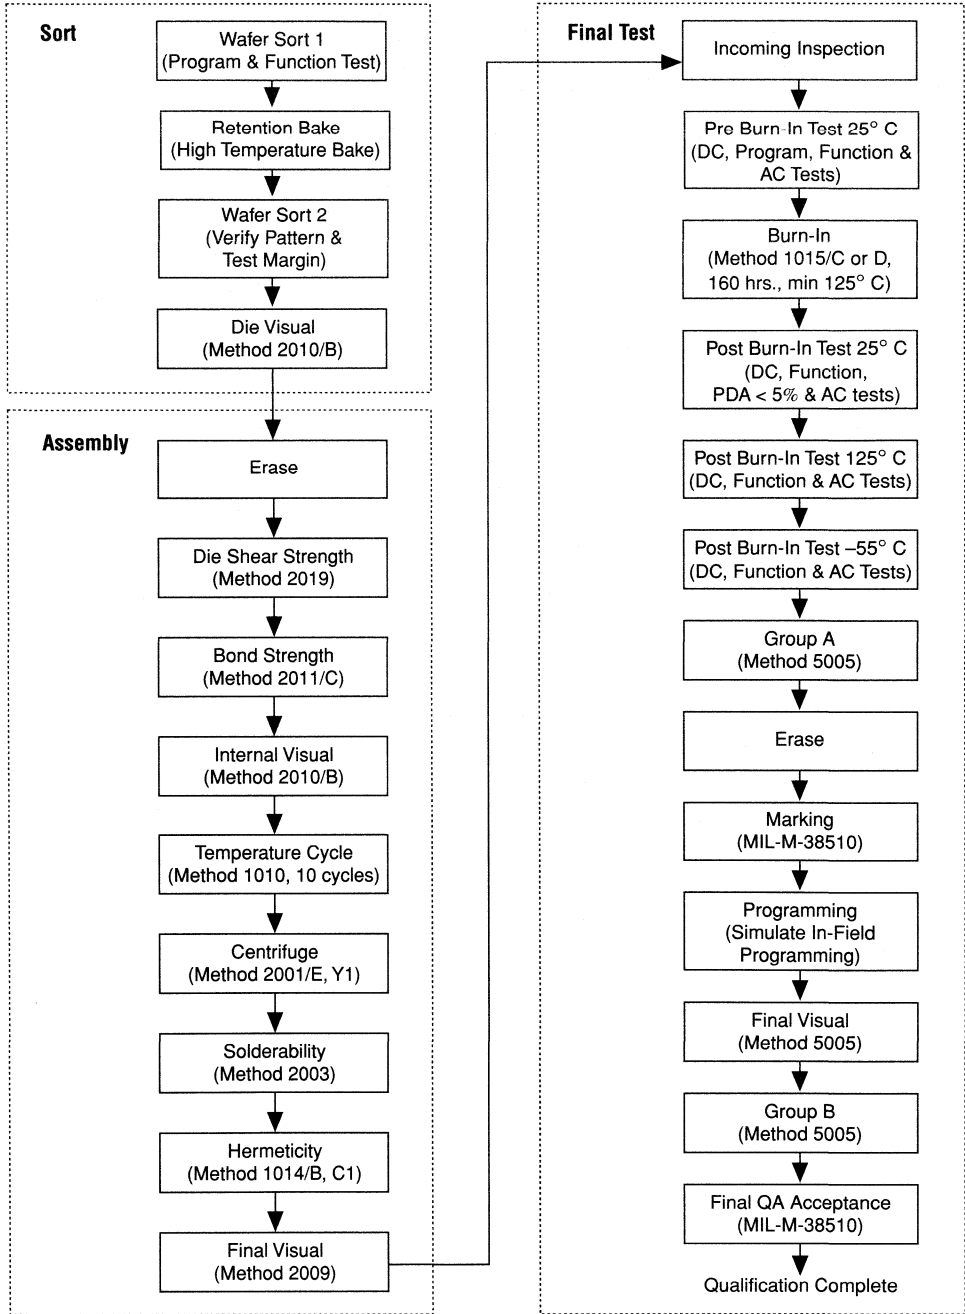 Sort
Wafer Sort 1
(Program & Function Test)
Retention Bake
(High Temperature Bake)
Wafer Sort 2
(Verify Pattern &
Test Margin)
Die Visual
(Method 2010/B)
Assembly
Erase
Die Shear Strength
(Method 2019)
Bond Strength
(Method 2011/C)
Internal Visual
(Method 2010/B)
Temperature Cycle
(Method 1010, 10 cycles)
Centrifuge
(Method 2001/E, Y1)
Solderability
(Method 2003)
Hermeticity
(Method 1014/B, C1)
Final Visual
(Method 2009)
Final Test
Incoming Inspection
Pre Burn-In Test 25° C
(DC, Program, Function &
AC Tests)
Burn-In
(Method 1015/C or D,
160 hrs., min 125° C)
Post Burn-In Test 25° C
(DC, Function,
PDA < 5% & AC tests)
Post Burn-In Test 125° C
(DC, Function & AC Tests)
Post Burn-In Test –55° C
(DC, Function & AC Tests)
Group A
(Method 5005)
Erase
Marking
(MIL-M-38510)
Programming
(Simulate In-Field
Programming)
Final Visual
(Method 5005)
Group B
(Method 5005)
Final QA Acceptance
(MIL-M-38510)
Qualification Complete